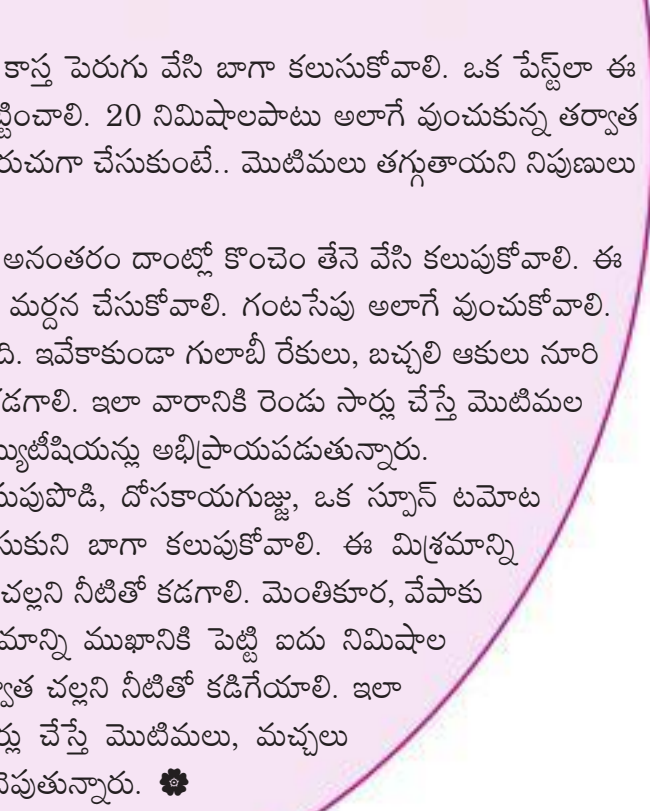 కాస్త పెరుగు వేసి బాగా కలుసుకోవాలి. ఒక పేస్ట్‌లా ఈ
ట్టించాలి. 20 నిమిషాలపాటు అలాగే వుంచుకున్న తర్వాత
రుచుగా చేసుకుంటే.. మొటిమలు తగ్గుతాయని నిపుణులు
అనంతరం దాంట్లో కొంచెం తేనె వేసి కలుపుకోవాలి. ఈ
మర్దన చేసుకోవాలి. గంటసేపు అలాగే వుంచుకోవాలి.
ది. ఇవేకాకుండా గులాబీ రేకులు, బచ్చలి ఆకులు నూరి
కడగాలి. ఇలా వారానికి రెండు సార్లు చేస్తే మొటిమల
్యుటీషియన్లు అభిప్రాయపడుతున్నారు.
నుపుపొడి, దోసకాయగుజ్జు, ఒక స్పూన్ టమోట
సుకుని బాగా కలుపుకోవాలి. ఈ మిశ్రమాన్ని
చల్లని నీటితో కడగాలి. మెంతికూర, వేపాకు
మాన్ని ముఖానికి పెట్టి ఐదు నిమిషాల
్వాత చల్లని నీటితో కడిగేయాలి. ఇలా
ర్లు చేస్తే మొటిమలు, మచ్చలు
చెపుతున్నారు.